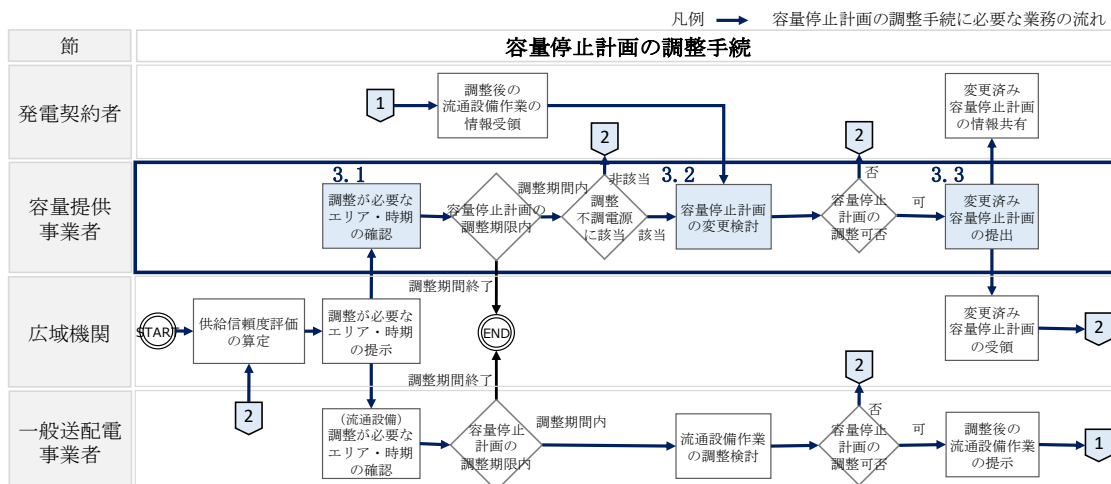 凡例 容量停止計画の調整手続に必要な業務の流れ
節
容量停止計画の調整手続
発電契約者
1
調整後の
流通設備作業の
情報受領
2
2
変更済み
容量停止計画
の情報共有
容量提供
事業者
3.1
調整が必要な
エリア・時期
の確認
容量停止計画の
調整期限内
調整期間内
調整
不調電源
に該当
非該当
該当
3.2
容量停止計画
の変更検討
容量停止
計画の
調整可否
否
可
3.3
変更済み
容量停止計画
の提出
調整期間終了
広域機関
START
供給信頼度評価
の算定
調整が必要な
エリア・時期
の提示
END
変更済み
容量停止計画
の受領
2
調整期間終了
2
2
一般送配電
事業者
(流通設備)
調整が必要な
エリア・時期
の確認
容量停止
計画の
調整期限内
調整期間内
流通設備作業
の調整検討
容量停止
計画の
調整可否
否
可
調整後の
流通設備作業
の提示
1